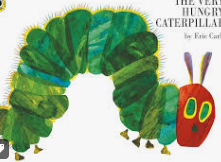 THE VERY
HUNGRY
CATERPILLAR
by Eric Carl